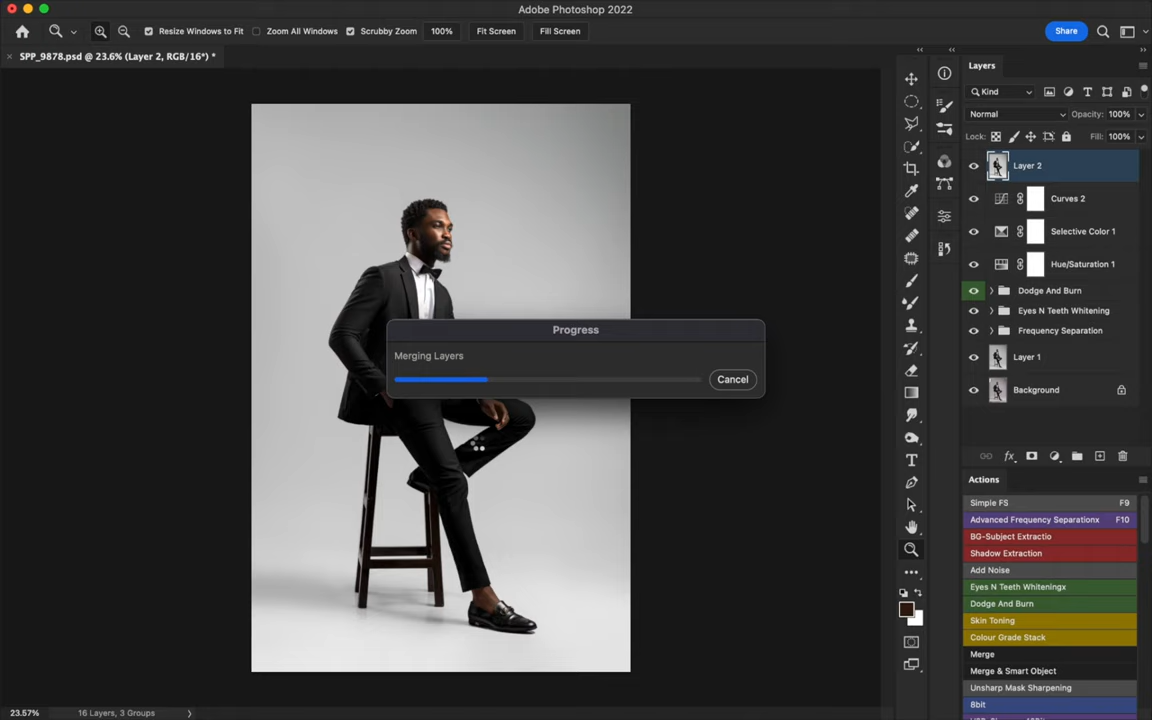 Adobe Photoshop 2022
Resize Windows to Fit
Zoom All Windows
Scrubby Zoom
100%
Fit Screen
Fill Screen
Share
SPP_9878.psd @ 23.6% (Layer 2, RGB/16*) *
Layers
Kind
Normal
Opacity: 100%
Lock:
Fill: 100%
Layer 2
Curves 2
Selective Color 1
Hue/Saturation 1
Dodge And Burn
Eyes N Teeth Whitening
Frequency Separation
Layer 1
Background
Progress
Merging Layers
Cancel
fx
Actions
Simple FS F9
Advanced Frequency Separationx F10
BG-Subject Extractio
Shadow Extraction
Add Noise
Eyes N Teeth Whiteningx
Dodge And Burn
Skin Toning
Colour Grade Stack
Merge
Merge & Smart Object
Unsharp Mask Sharpening
8bit
23.57%
16 Layers, 3 Groups